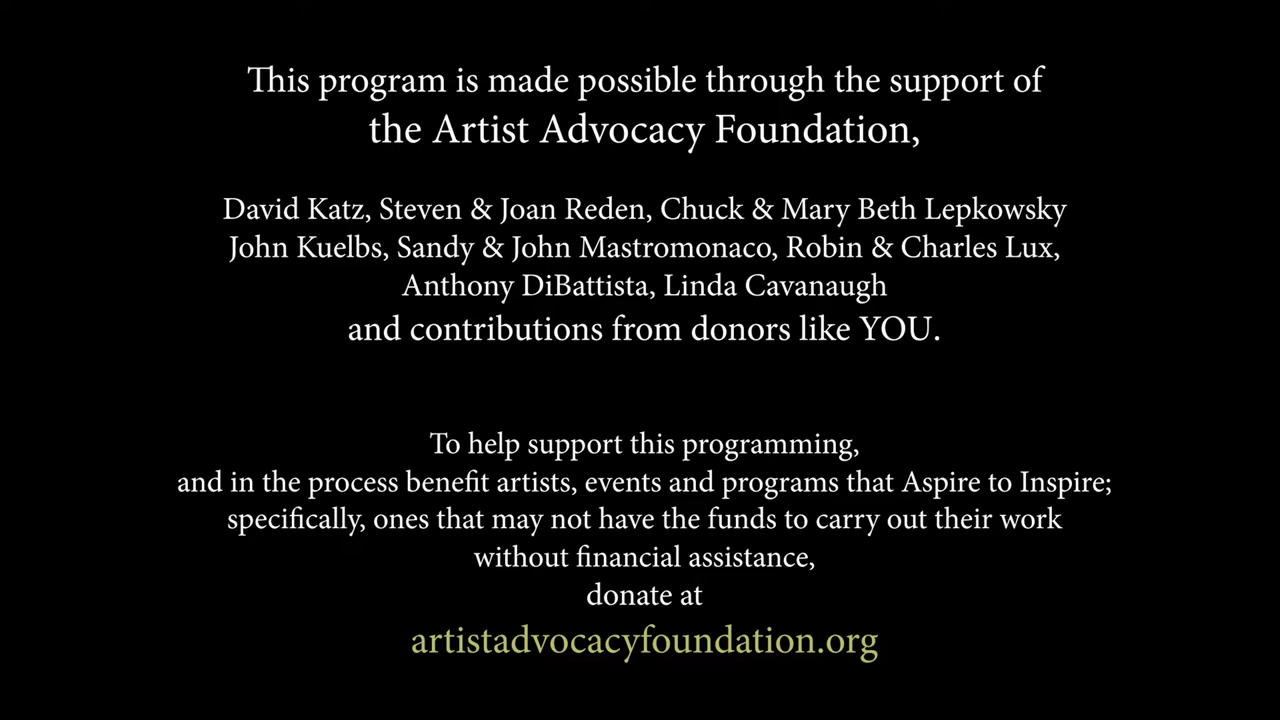 This program is made possible through the support of
the Artist Advocacy Foundation,
David Katz, Steven & Joan Reden, Chuck & Mary Beth Lepkowsky
John Kuelbs, Sandy & John Mastromonaco, Robin & Charles Lux,
Anthony DiBattista, Linda Cavanaugh
and contributions from donors like YOU.
To help support this programming,
and in the process benefit artists, events and programs that Aspire to Inspire;
specifically, ones that may not have the funds to carry out their work
without financial assistance,
donate at
artistadvocacyfoundation.org